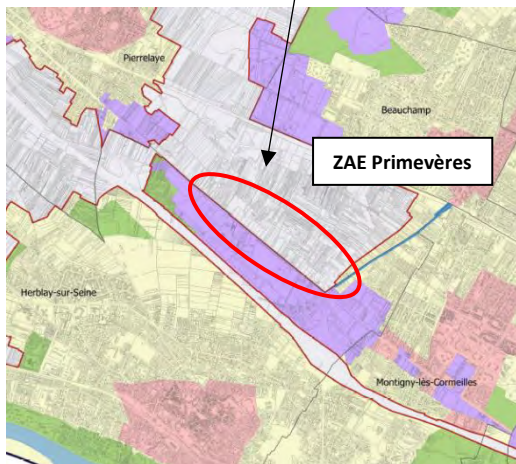 Pierrelaye
Beauchamp
ZAE Primevères
Herblay-sur-Seine
Montigny-lès-Cormeilles